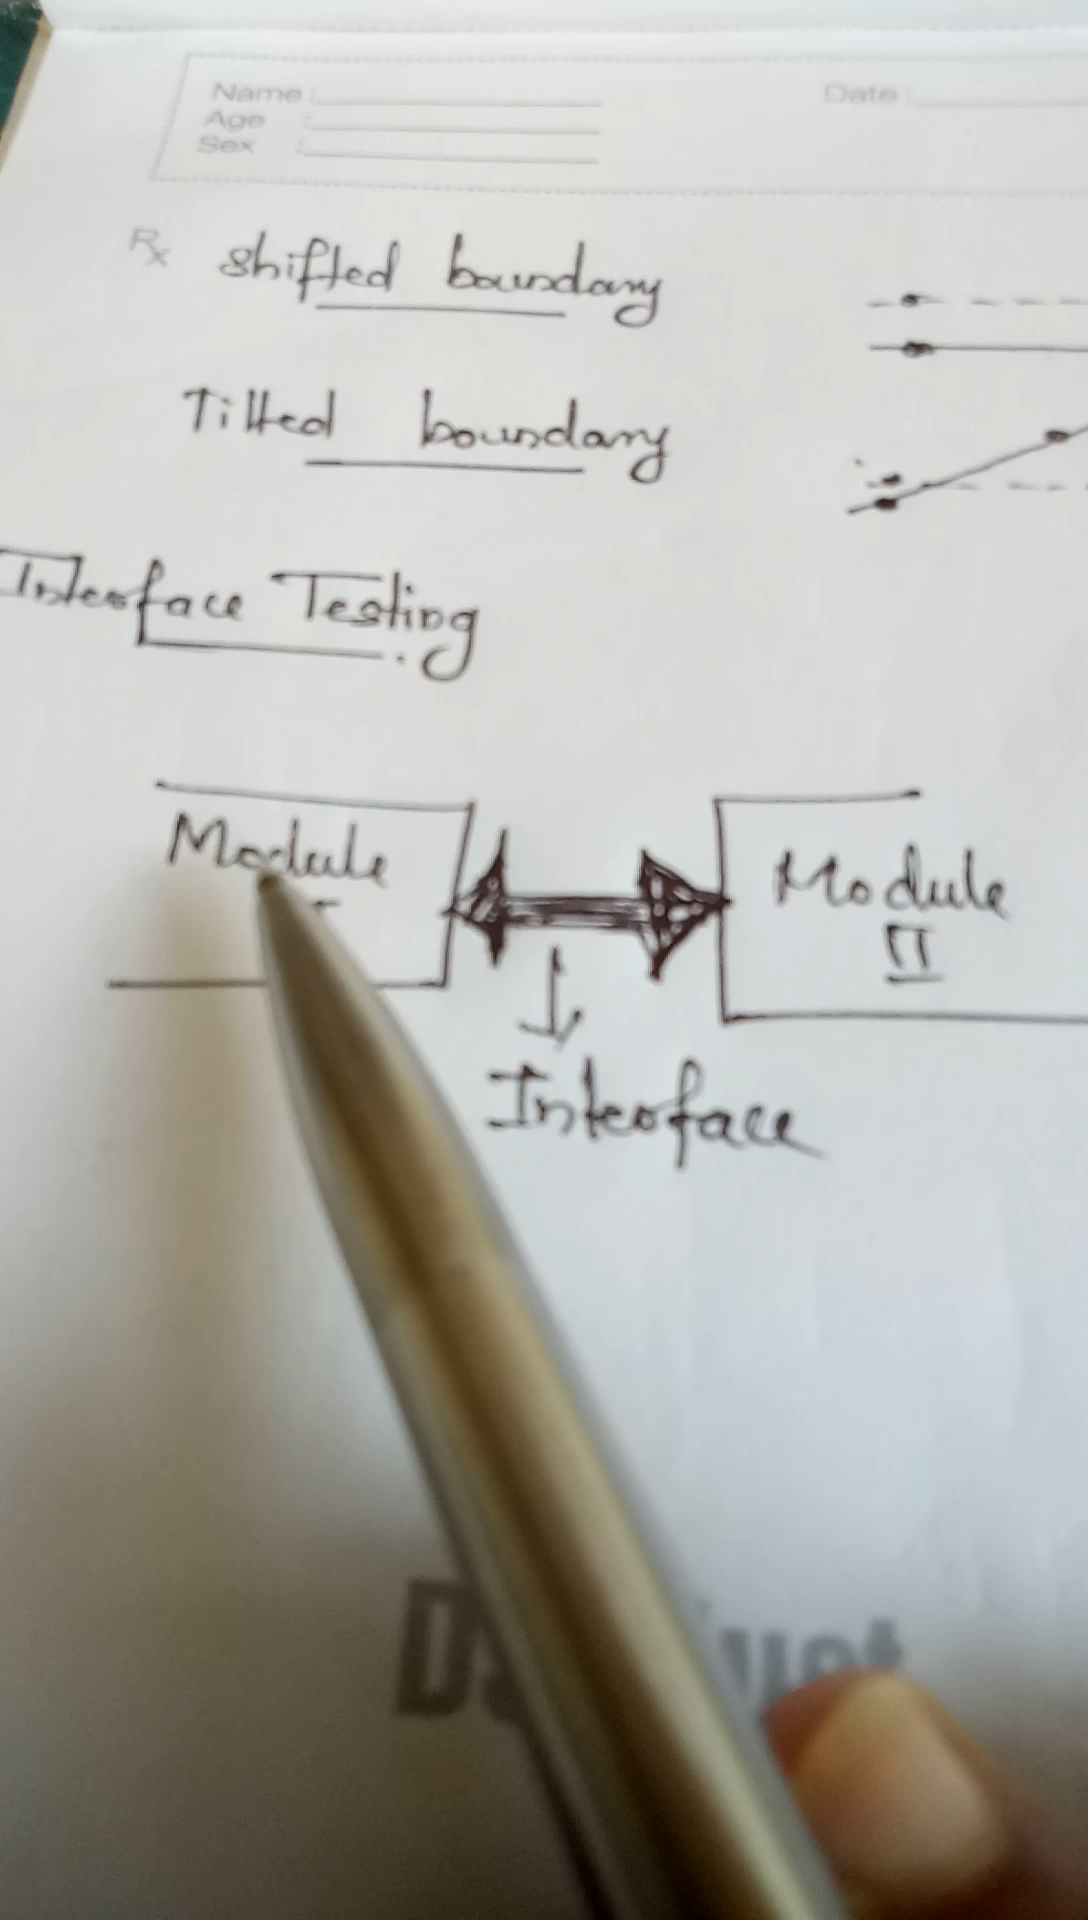 Name :
Date :
Age :
Sex :
Rx shifted boundary
Tilted boundary
Interface Testing
Module
Module
II
Interface